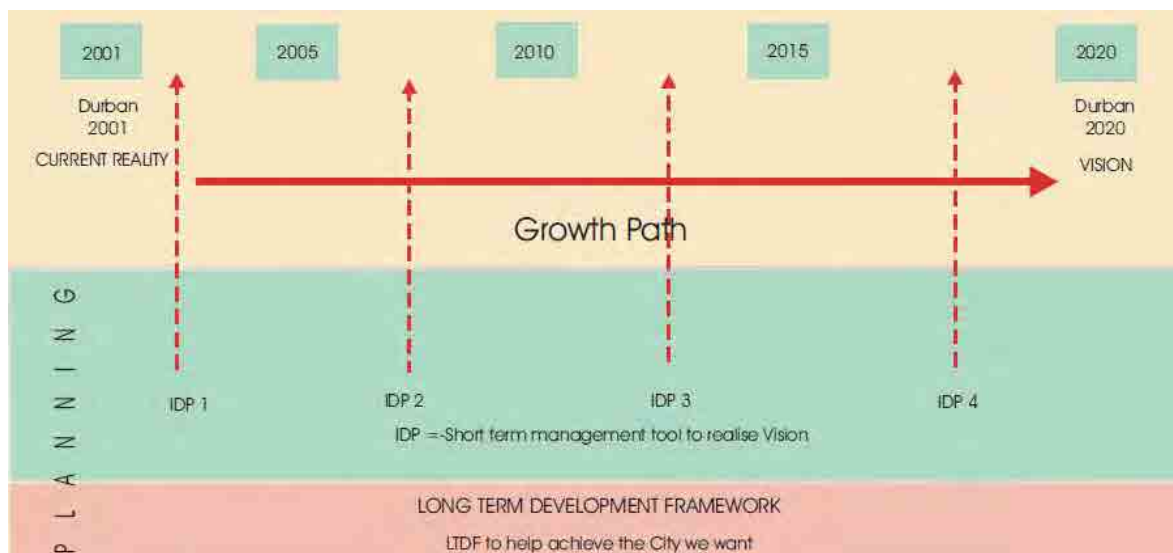 2001 2005 2010 2015 2020
Durban
2001
CURRENT REALITY
Durban
2020
VISION
Growth Path
PLANNING
IDP 1 IDP 2 IDP 3 IDP 4
IDP =-Short term management tool to realise Vision
LONG TERM DEVELOPMENT FRAMEWORK
LTDF to help achieve the City we want